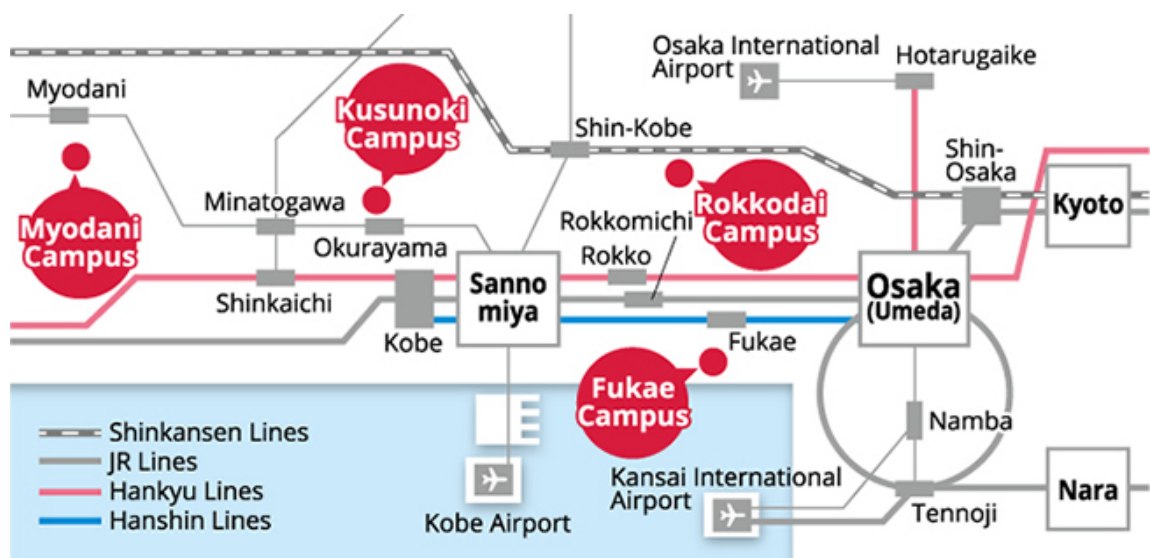 Osaka International
Airport
Hotarugaike
Myodani
Kusunoki
Campus
Shin-Kobe
Shin-
Osaka
Kyoto
Myodani
Campus
Minatogawa
Okurayama
Rokkodai
Campus
Rokkomichi
Rokko
Shinkaichi
Sanno
miya
Osaka
(Umeda)
Kobe
Fukae
Fukae
Campus
Namba
Shinkansen Lines
JR Lines
Hankyu Lines
Hanshin Lines
Kobe Airport
Kansai International
Airport
Tennoji
Nara